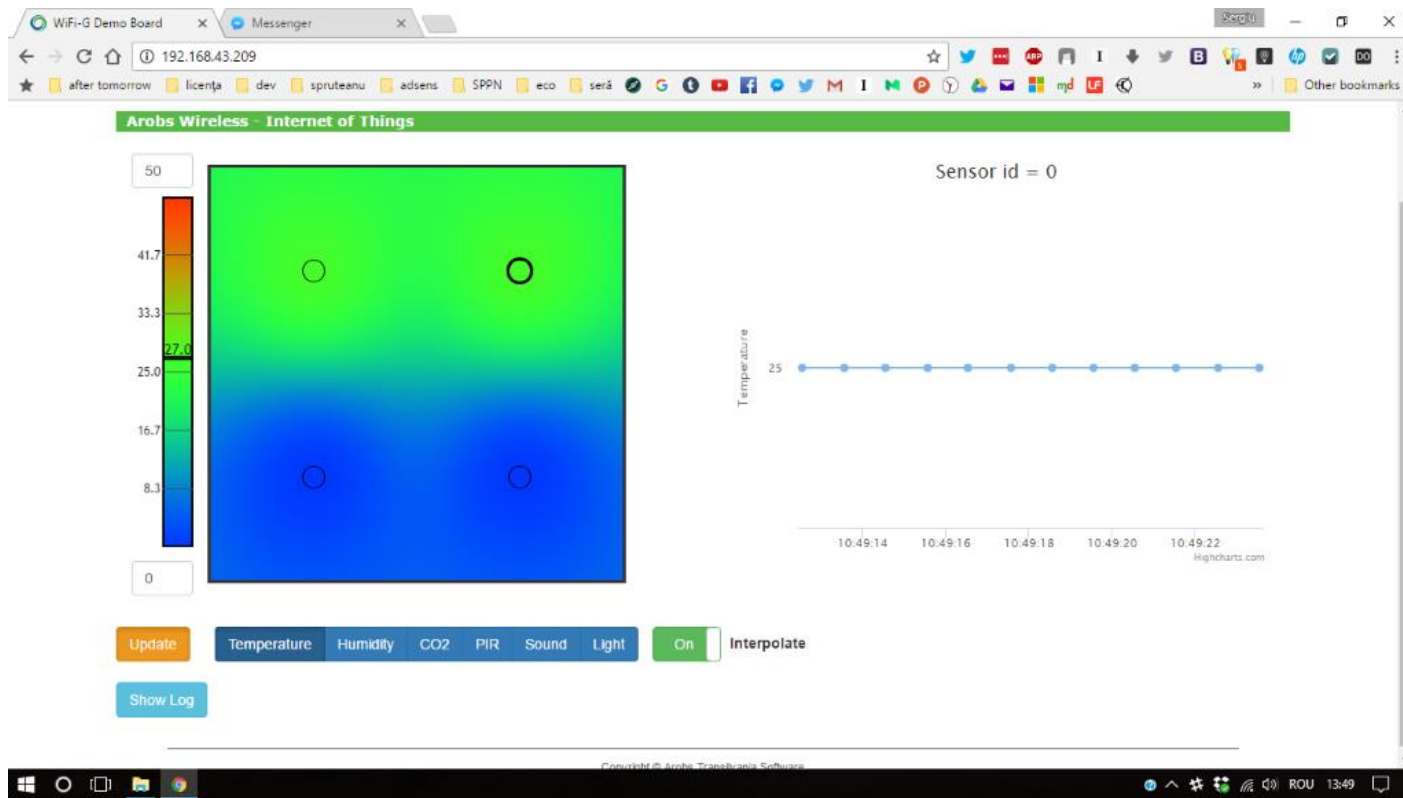 WiFi-G Demo Board
Messenger
Sergiu
192.168.43.209
after tomorrow licența dev spruteanu adsens SPPN eco seră Other bookmarks
Arobs Wireless - Internet of Things
50
41.7
33.3
27.0
25.0
16.7
8.3
0
Sensor id = 0
Temperature
25
10:49:14 10:49:16 10:49:18 10:49:20 10:49:22
Highcharts.com
Update Temperature Humidity CO2 PIR Sound Light On Interpolate
Show Log
Copyright © Arobs Transilvania Software
ROU 13:49